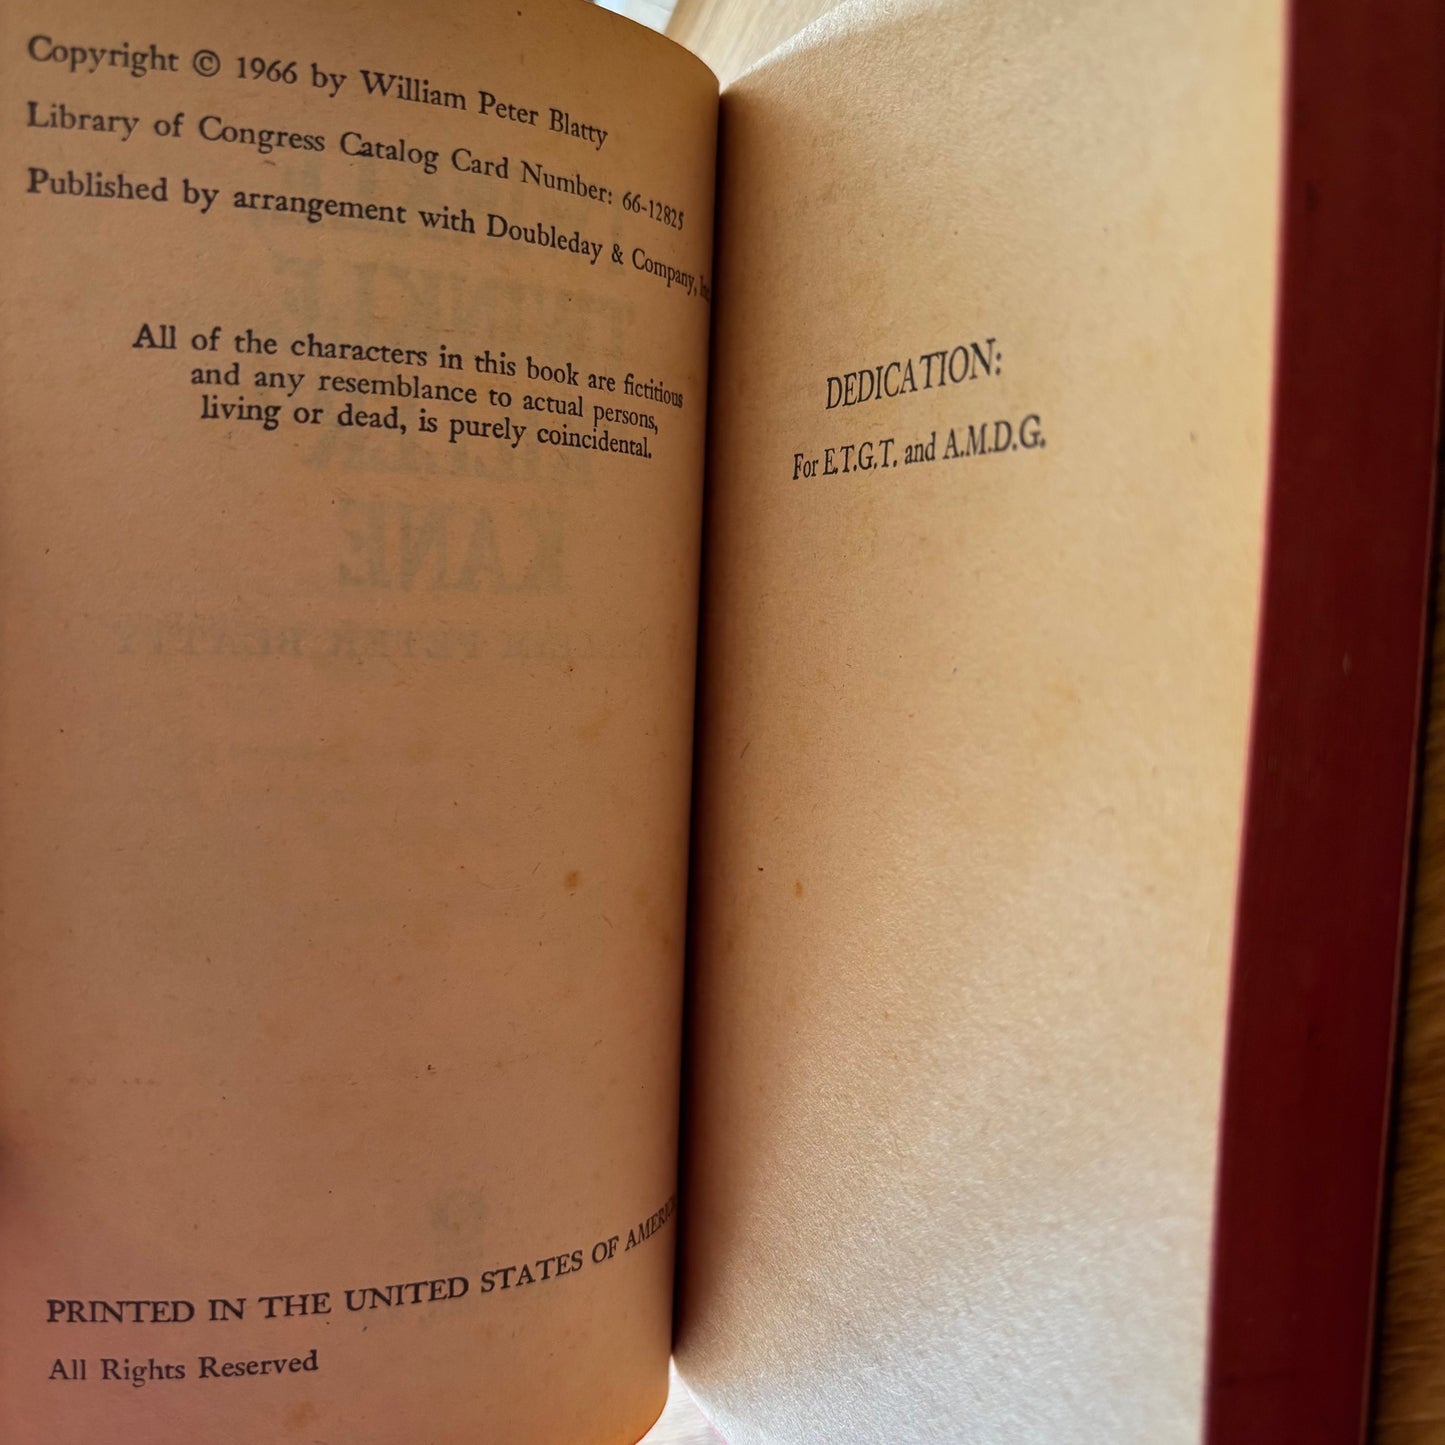 Copyright © 1966 by William Peter Blatty
Library of Congress Catalog Card Number: 66-12825
Published by arrangement with Doubleday & Company, Inc.
All of the characters in this book are fictitious
and any resemblance to actual persons,
living or dead, is purely coincidental.
PRINTED IN THE UNITED STATES OF AMERICA
All Rights Reserved
DEDICATION:
For E.T.G.T. and A.M.D.G.